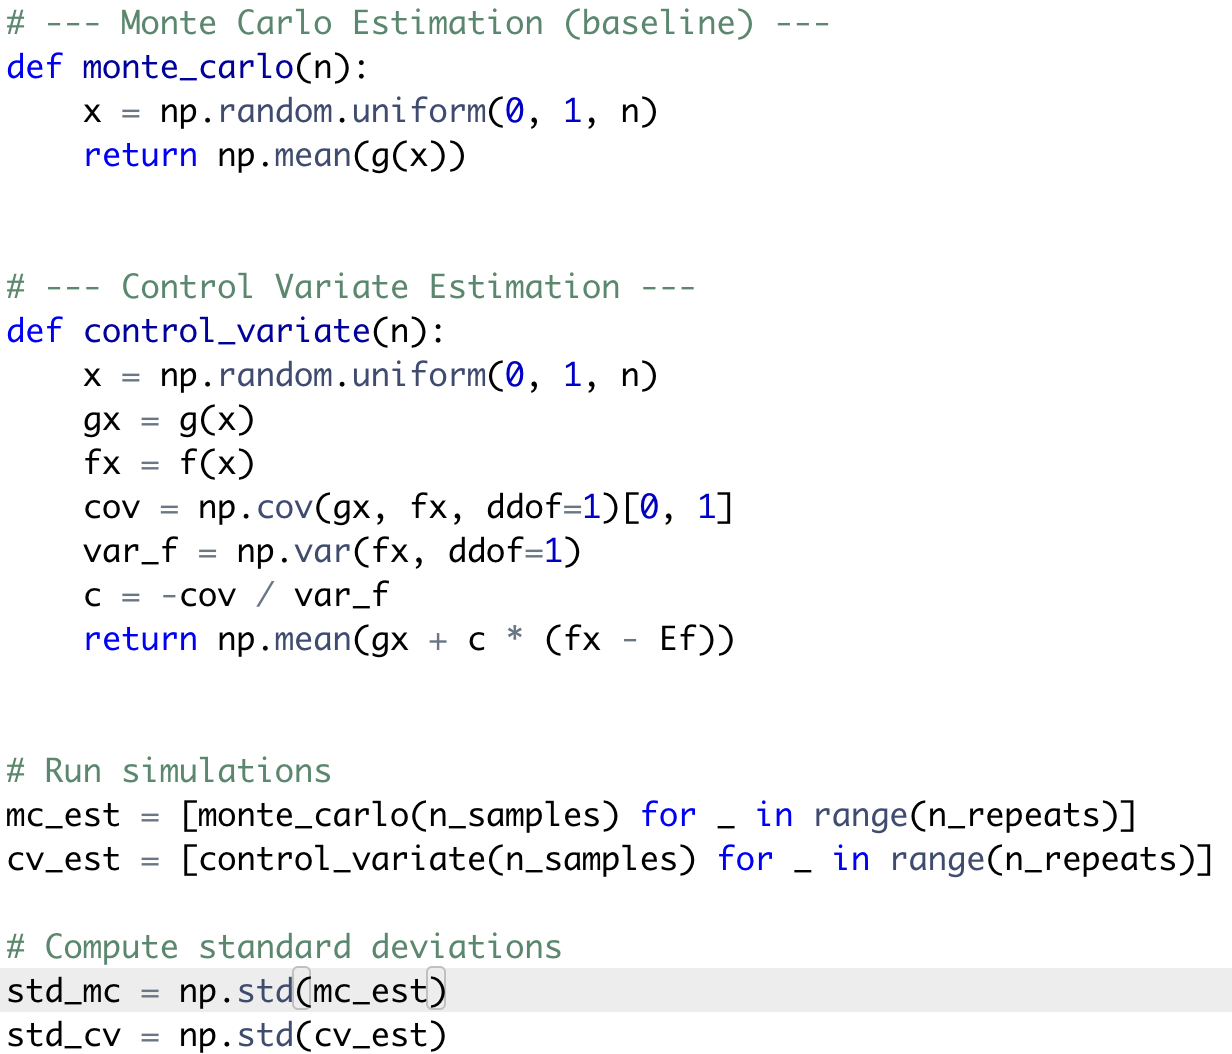 # --- Monte Carlo Estimation (baseline) ---
def monte_carlo(n):
    x = np.random.uniform(0, 1, n)
    return np.mean(g(x))
# --- Control Variate Estimation ---
def control_variate(n):
    x = np.random.uniform(0, 1, n)
    gx = g(x)
    fx = f(x)
    cov = np.cov(gx, fx, ddof=1)[0, 1]
    var_f = np.var(fx, ddof=1)
    c = -cov / var_f
    return np.mean(gx + c * (fx - Ef))
# Run simulations
mc_est = [monte_carlo(n_samples) for _ in range(n_repeats)]
cv_est = [control_variate(n_samples) for _ in range(n_repeats)]
# Compute standard deviations
std_mc = np.std(mc_est)
std_cv = np.std(cv_est)